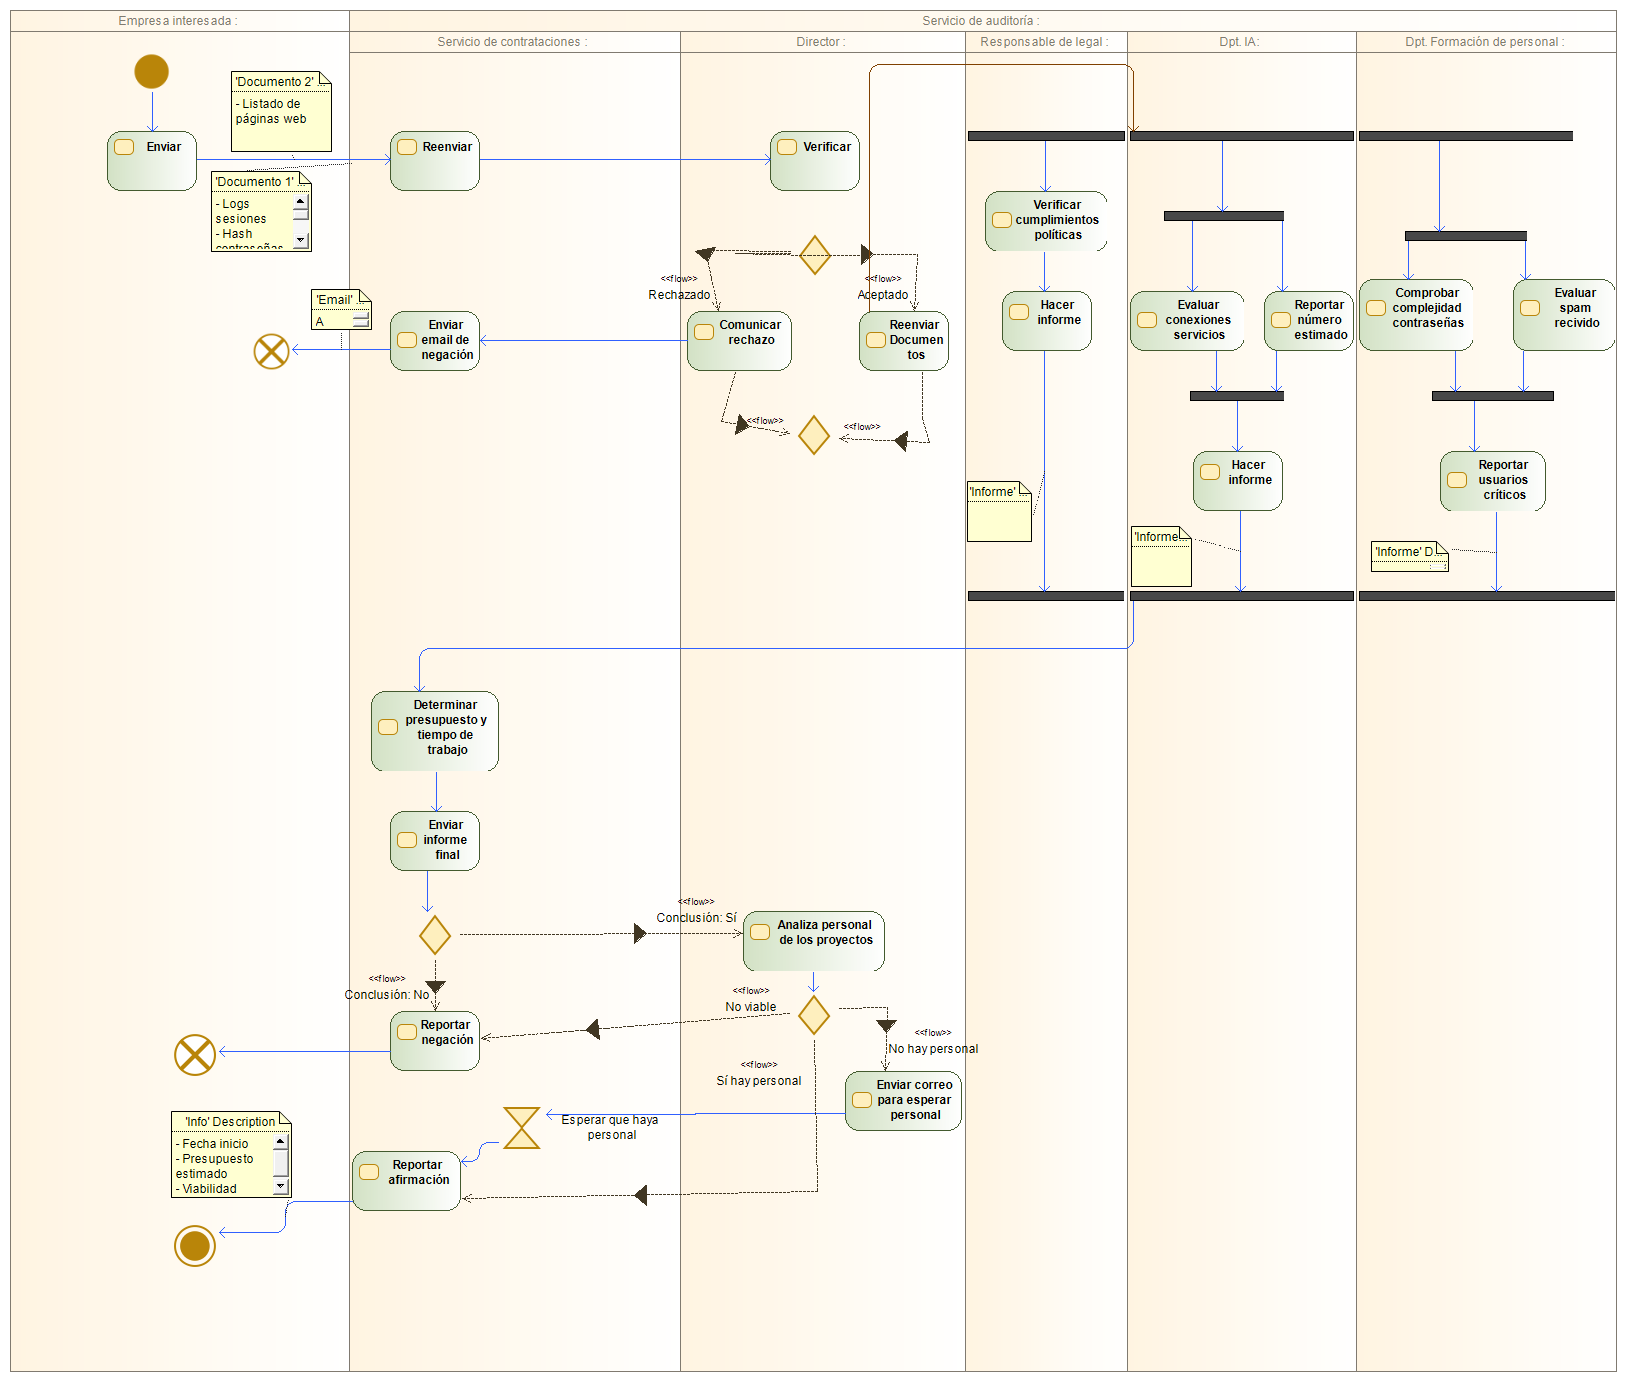 Empresa interesada :
Servicio de auditoría :
Servicio de contrataciones :
Director :
Responsable de legal :
Dpt. IA:
Dpt. Formación de personal :
'Documento 2' ...
- Listado de
páginas web
Enviar
Reenviar
Verificar
'Documento 1' ...
- Logs
sesiones
- Hash
contraseñas
Verificar
cumplimientos
políticas
<<flow>>
Rechazado
<<flow>>
Aceptado
'Email' ...
A
Enviar
email de
negación
Comunicar
rechazo
Reenviar
Documen
tos
Hacer
informe
Evaluar
conexiones
servicios
Reportar
número
estimado
Comprobar
complejidad
contraseñas
Evaluar
spam
recivido
<<flow>>
<<flow>>
Hacer
informe
Reportar
usuarios
críticos
'Informe' ...
'Informe...
'Informe' D...
Determinar
presupuesto y
tiempo de
trabajo
Enviar
informe
final
<<flow>>
Conclusión: Sí
Analiza personal
de los proyectos
<<flow>>
Conclusión: No
<<flow>>
No viable
Reportar
negación
<<flow>>
No hay personal
<<flow>>
Sí hay personal
Enviar correo
para esperar
personal
Esperar que haya
personal
'Info' Description
- Fecha inicio
- Presupuesto
estimado
- Viabilidad
Reportar
afirmación